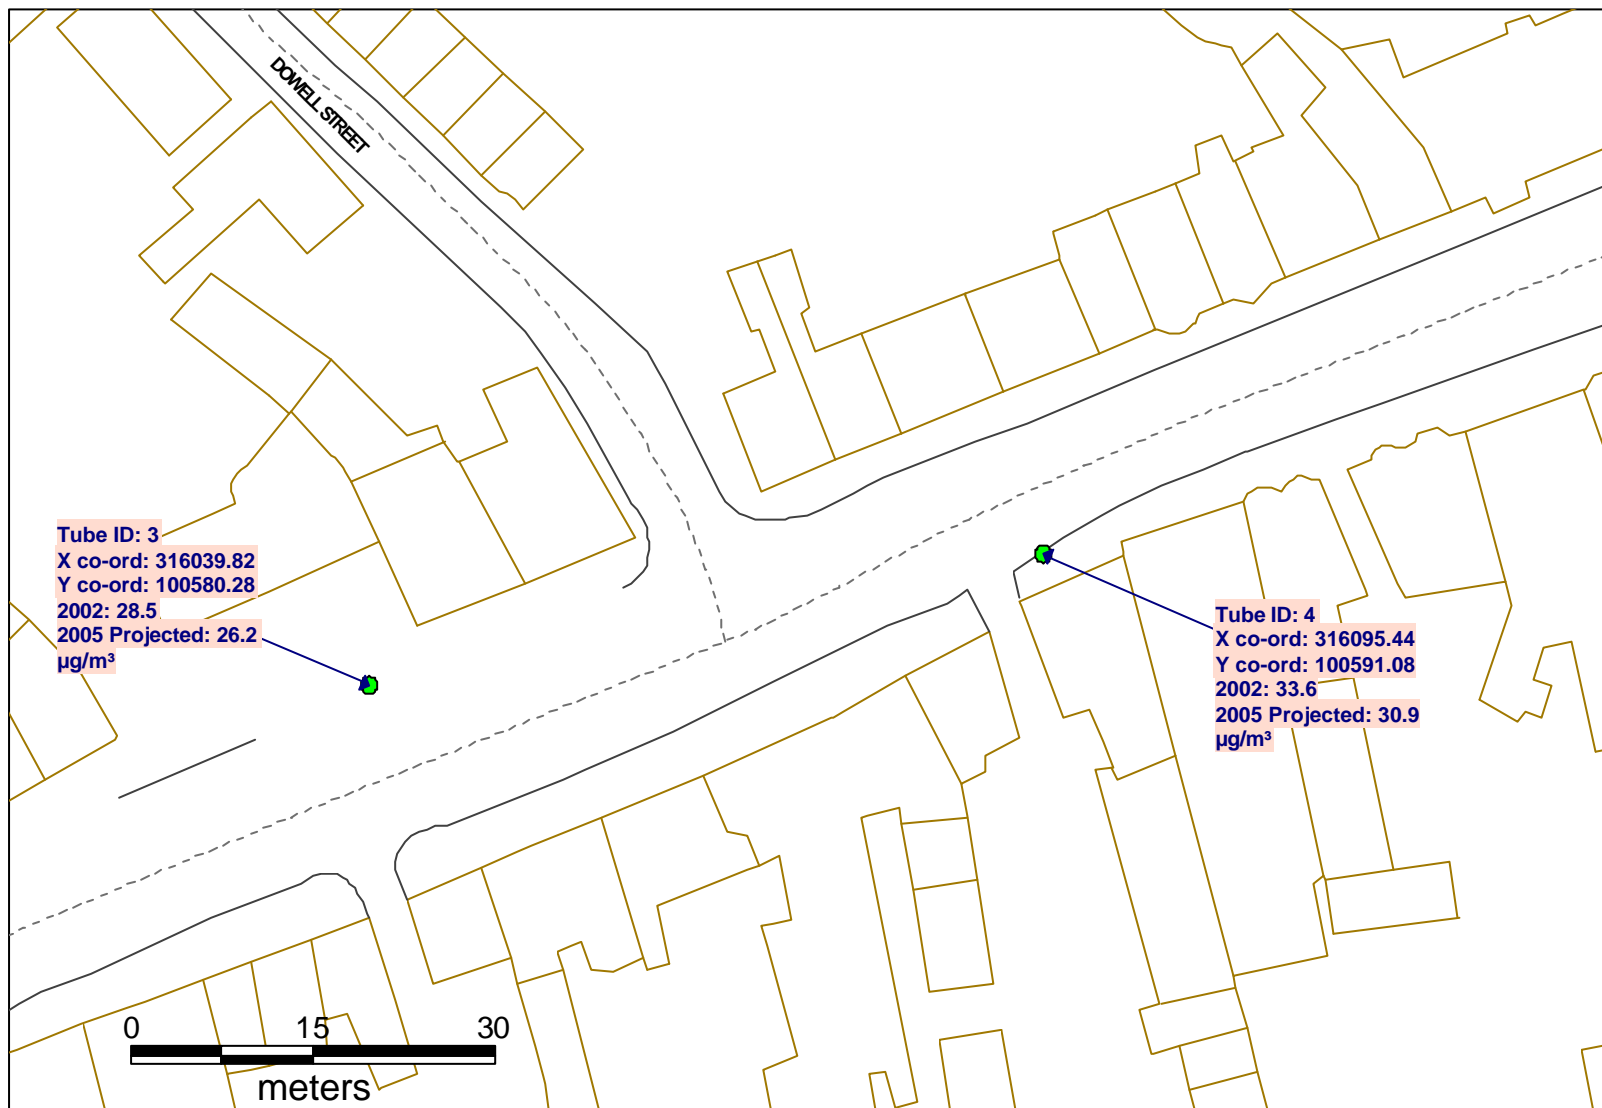 DOWELL STREET
Tube ID: 3
X co-ord: 316039.82
Y co-ord: 100580.28
2002: 28.5
2005 Projected: 26.2
µg/m³
Tube ID: 4
X co-ord: 316095.44
Y co-ord: 100591.08
2002: 33.6
2005 Projected: 30.9
µg/m³
0 15 30
meters